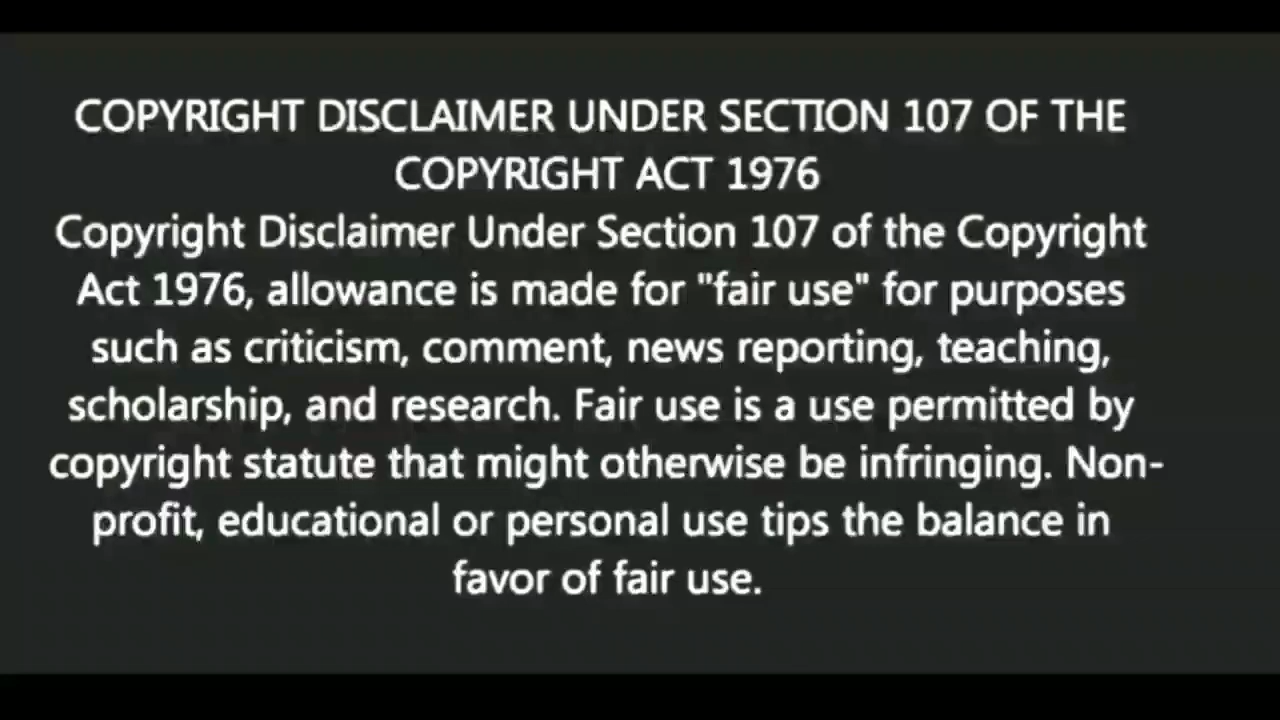 COPYRIGHT DISCLAIMER UNDER SECTION 107 OF THE
COPYRIGHT ACT 1976
Copyright Disclaimer Under Section 107 of the Copyright
Act 1976, allowance is made for "fair use" for purposes
such as criticism, comment, news reporting, teaching,
scholarship, and research. Fair use is a use permitted by
copyright statute that might otherwise be infringing. Non-
profit, educational or personal use tips the balance in
favor of fair use.